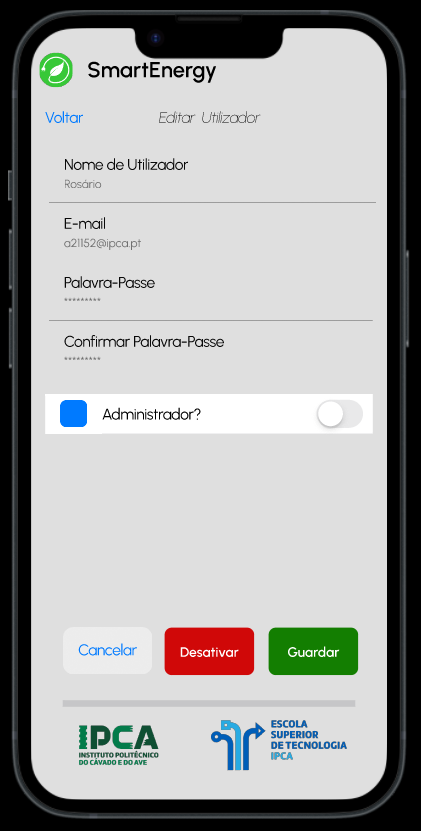 SmartEnergy
Voltar Editar Utilizador
Nome de Utilizador
Rosário
E-mail
a21152@ipca.pt
Palavra-Passe
*********
Confirmar Palavra-Passe
*********
Administrador?
Cancelar Desativar Guardar
IPCA
INSTITUTO POLITÉCNICO
DO CÁVADO E DO AVE
ESCOLA
SUPERIOR
DE TECNOLOGIA
IPCA